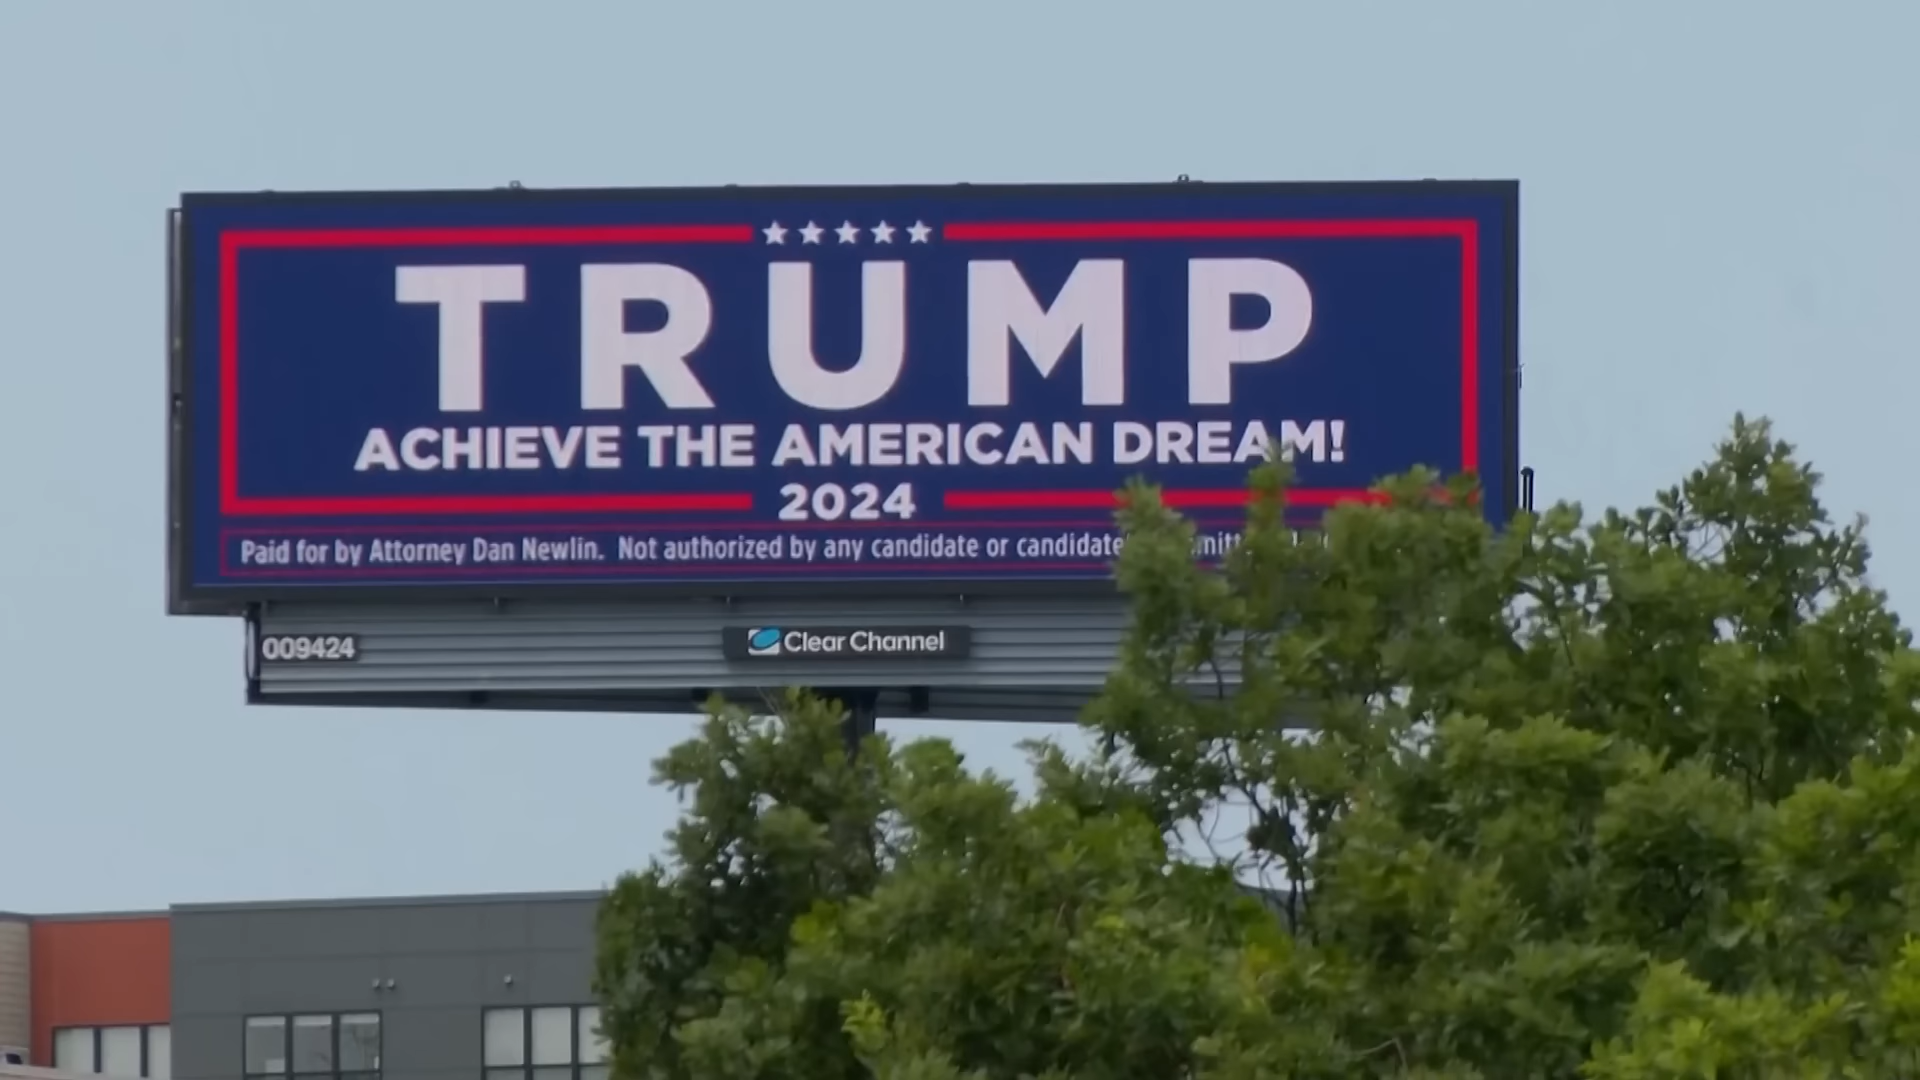 TRUMP
ACHIEVE THE AMERICAN DREAM!
2024
Paid for by Attorney Dan Newlin. Not authorized by any candidate or candidate
009424
Clear Channel